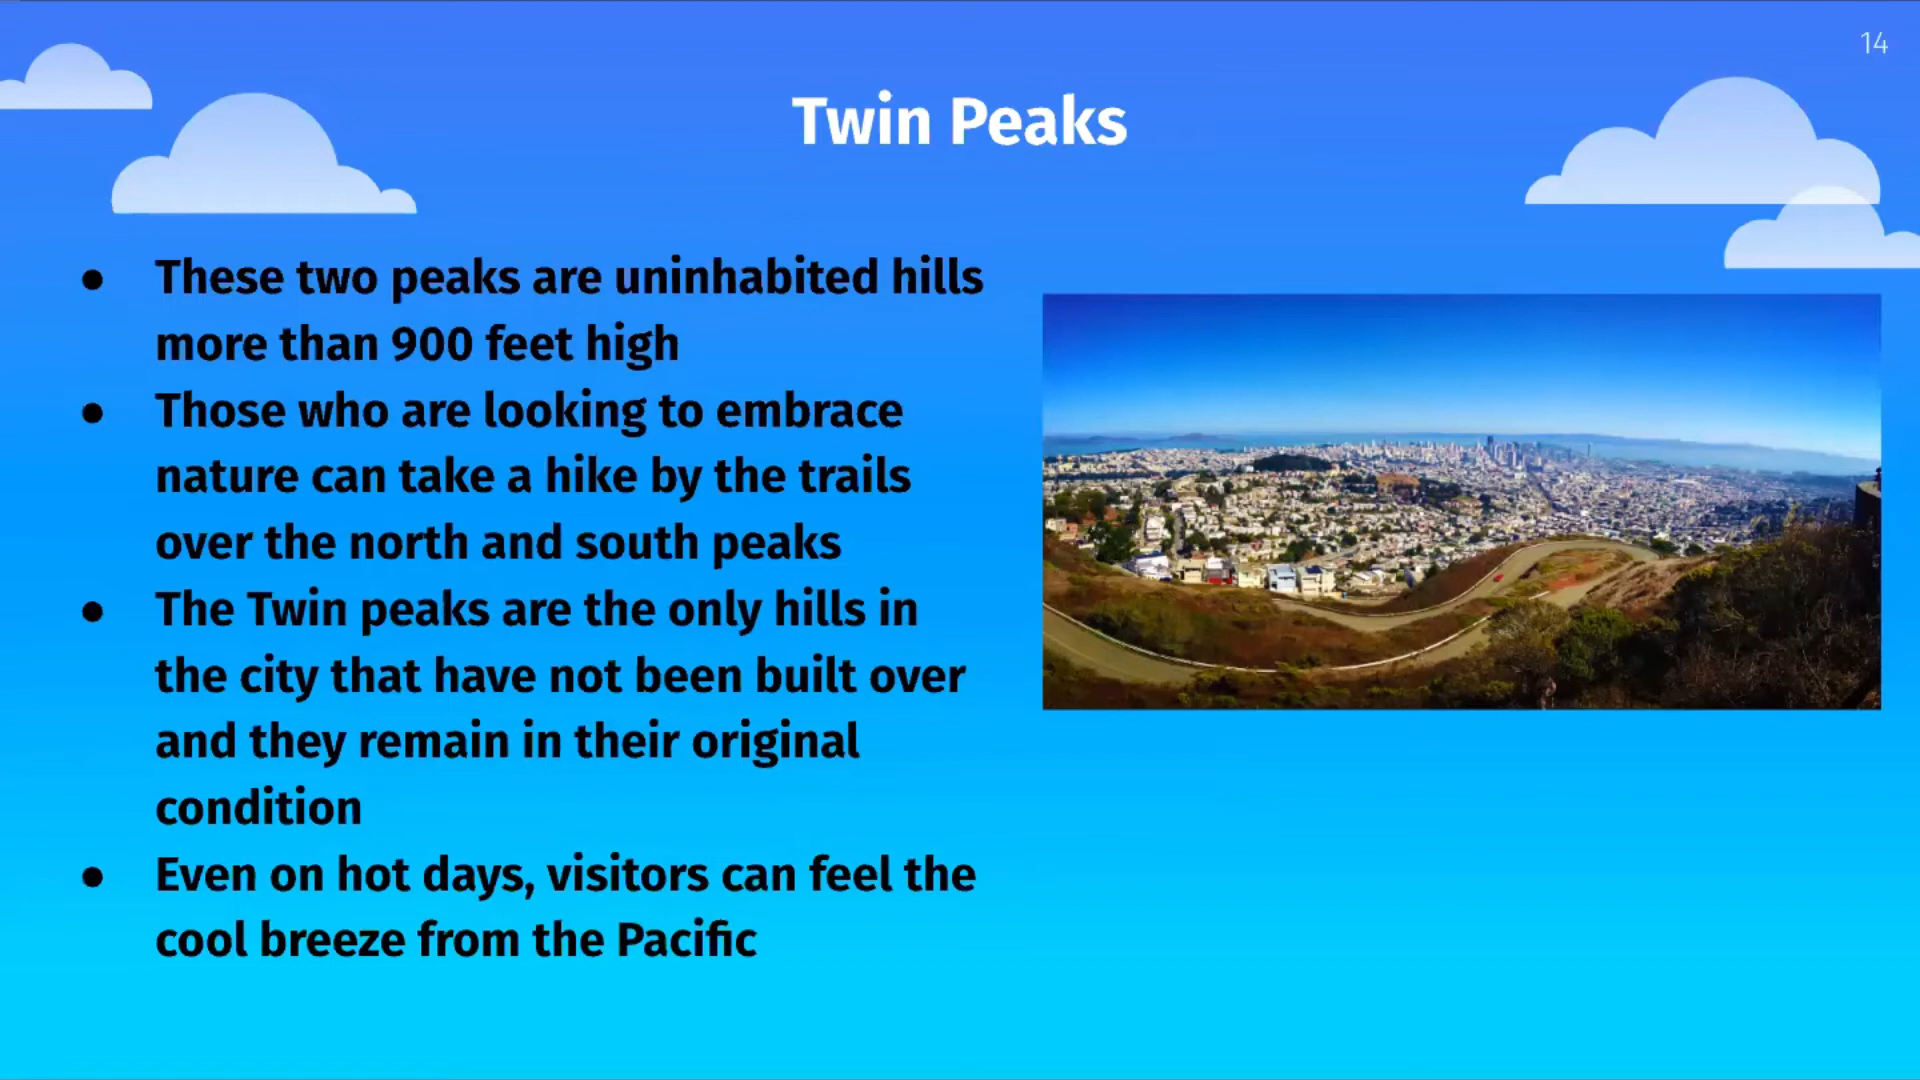 14
Twin Peaks
● These two peaks are uninhabited hills
more than 900 feet high
● Those who are looking to embrace
nature can take a hike by the trails
over the north and south peaks
● The Twin peaks are the only hills in
the city that have not been built over
and they remain in their original
condition
● Even on hot days, visitors can feel the
cool breeze from the Pacific